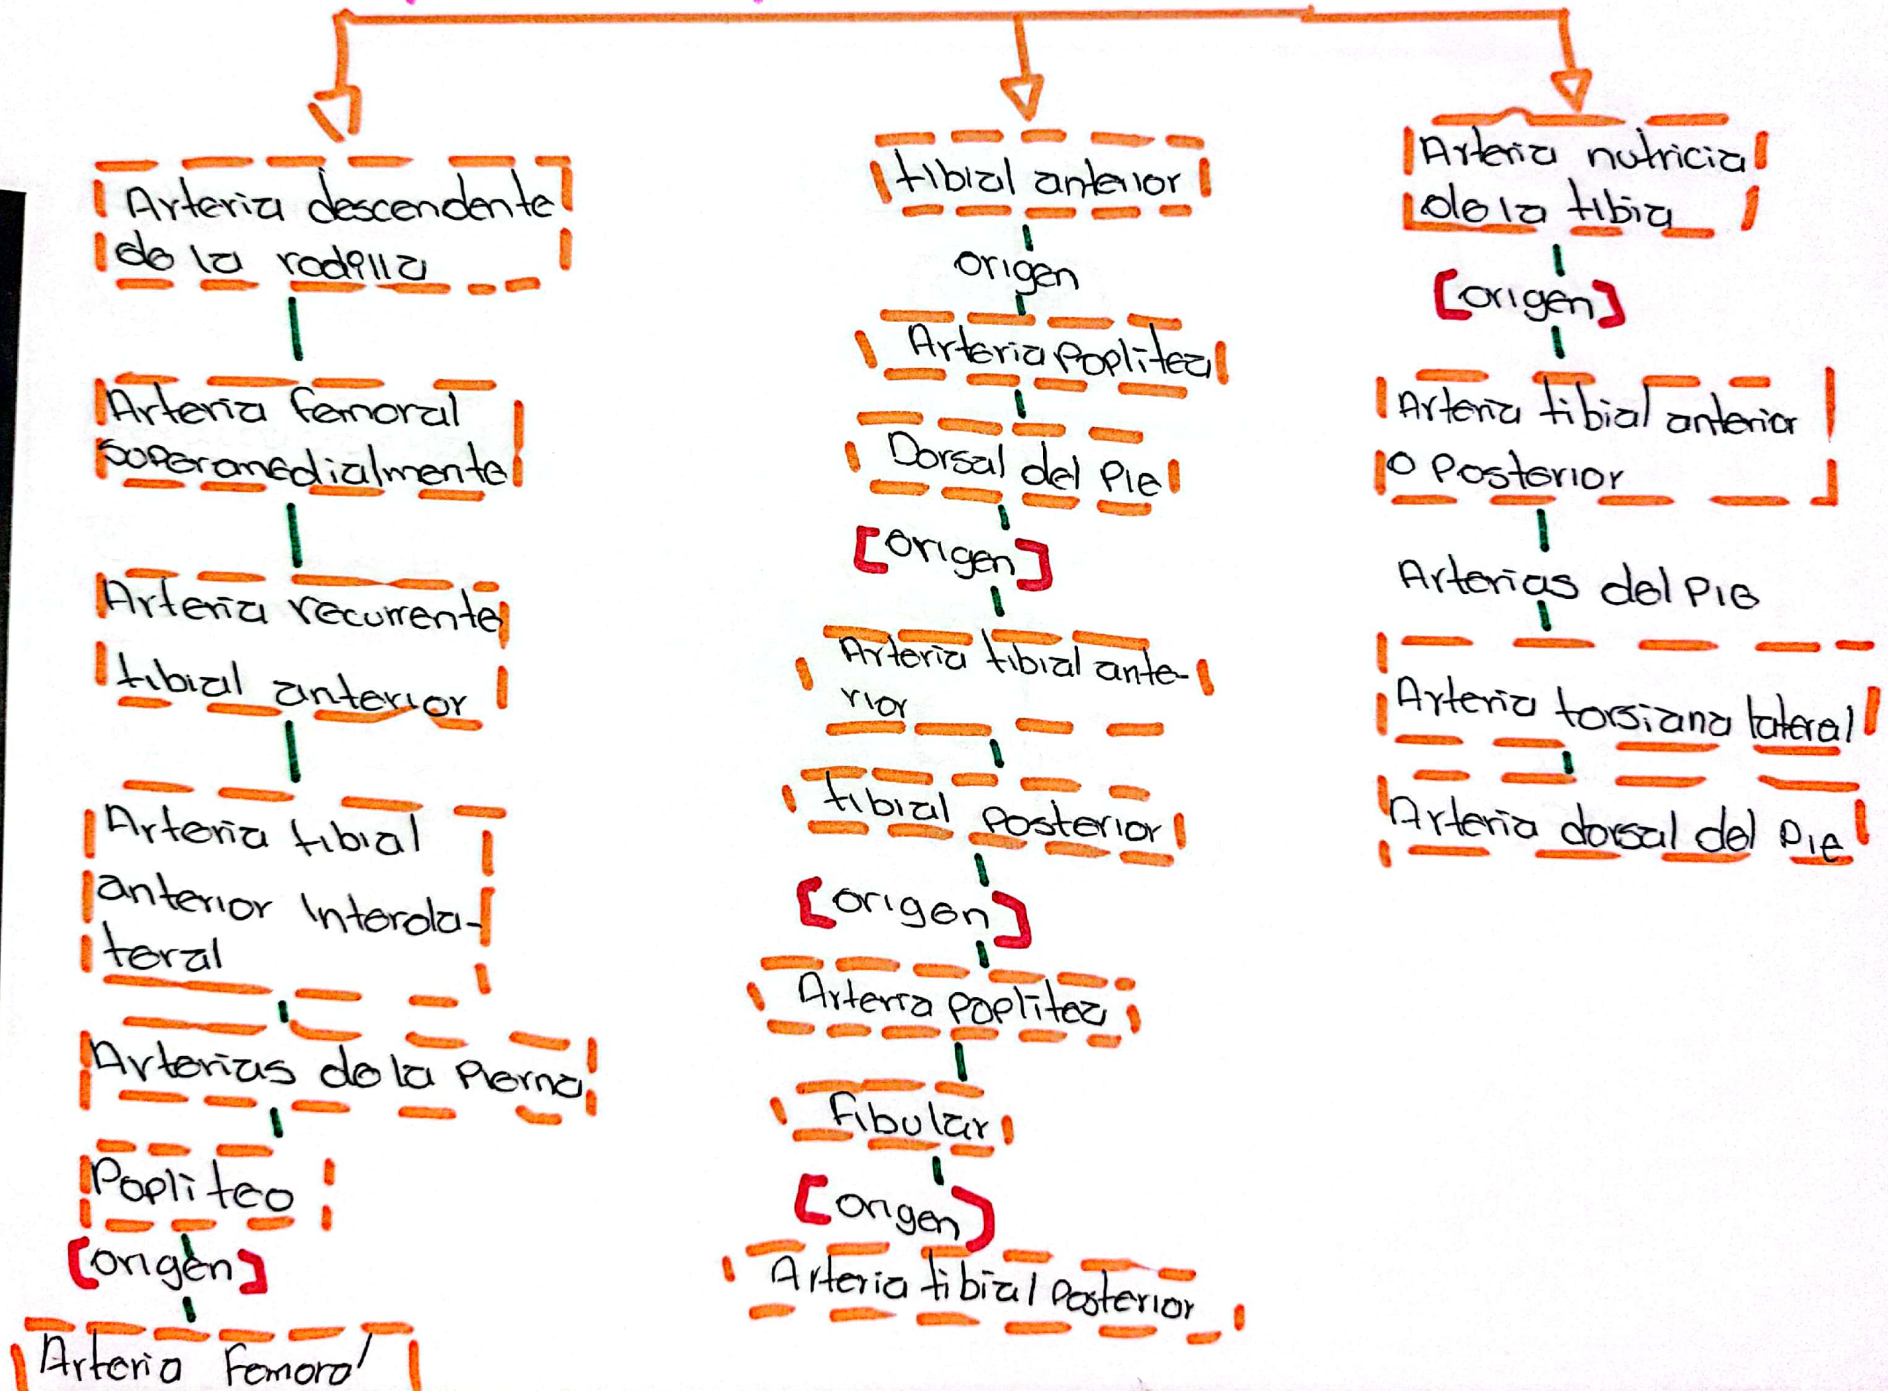 Arteria descendente
de la rodilla
Arteria femoral
superomedialmente
Arteria recurrente
tibial anterior
Arteria tibial
anterior Interola-
teral
Arterias de la Pierna
Popliteo
[origen]
Arteria Femoral
tibial anterior
origen
Arteria Poplitea
Dorsal del Pie
[origen]
Arteria tibial ante-
rior
tibial Posterior
[origen]
Arteria poplitea
Fibular
[origen]
Arteria tibial Posterior
Arteria nutricia
de la tibia
[origen]
Arteria tibial anterior
o Posterior
Arterias del Pie
Arteria torsiana lateral
Arteria dorsal del Pie